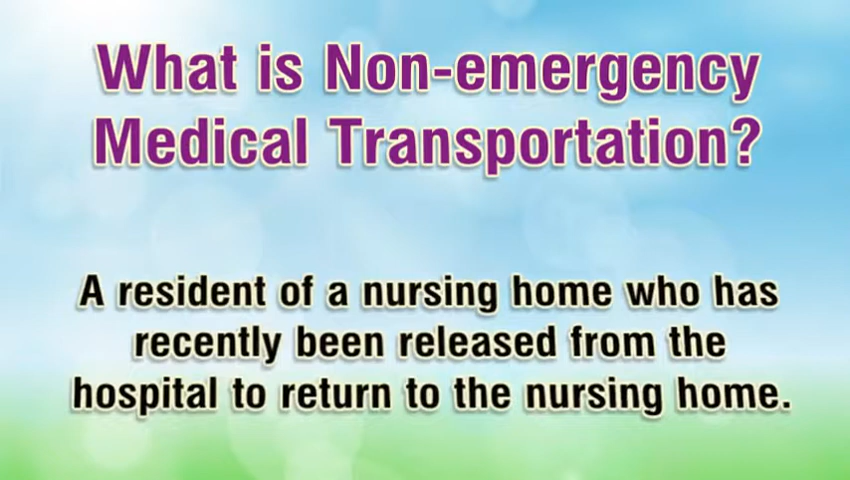 What is Non-emergency
Medical Transportation?
A resident of a nursing home who has
recently been released from the
hospital to return to the nursing home.